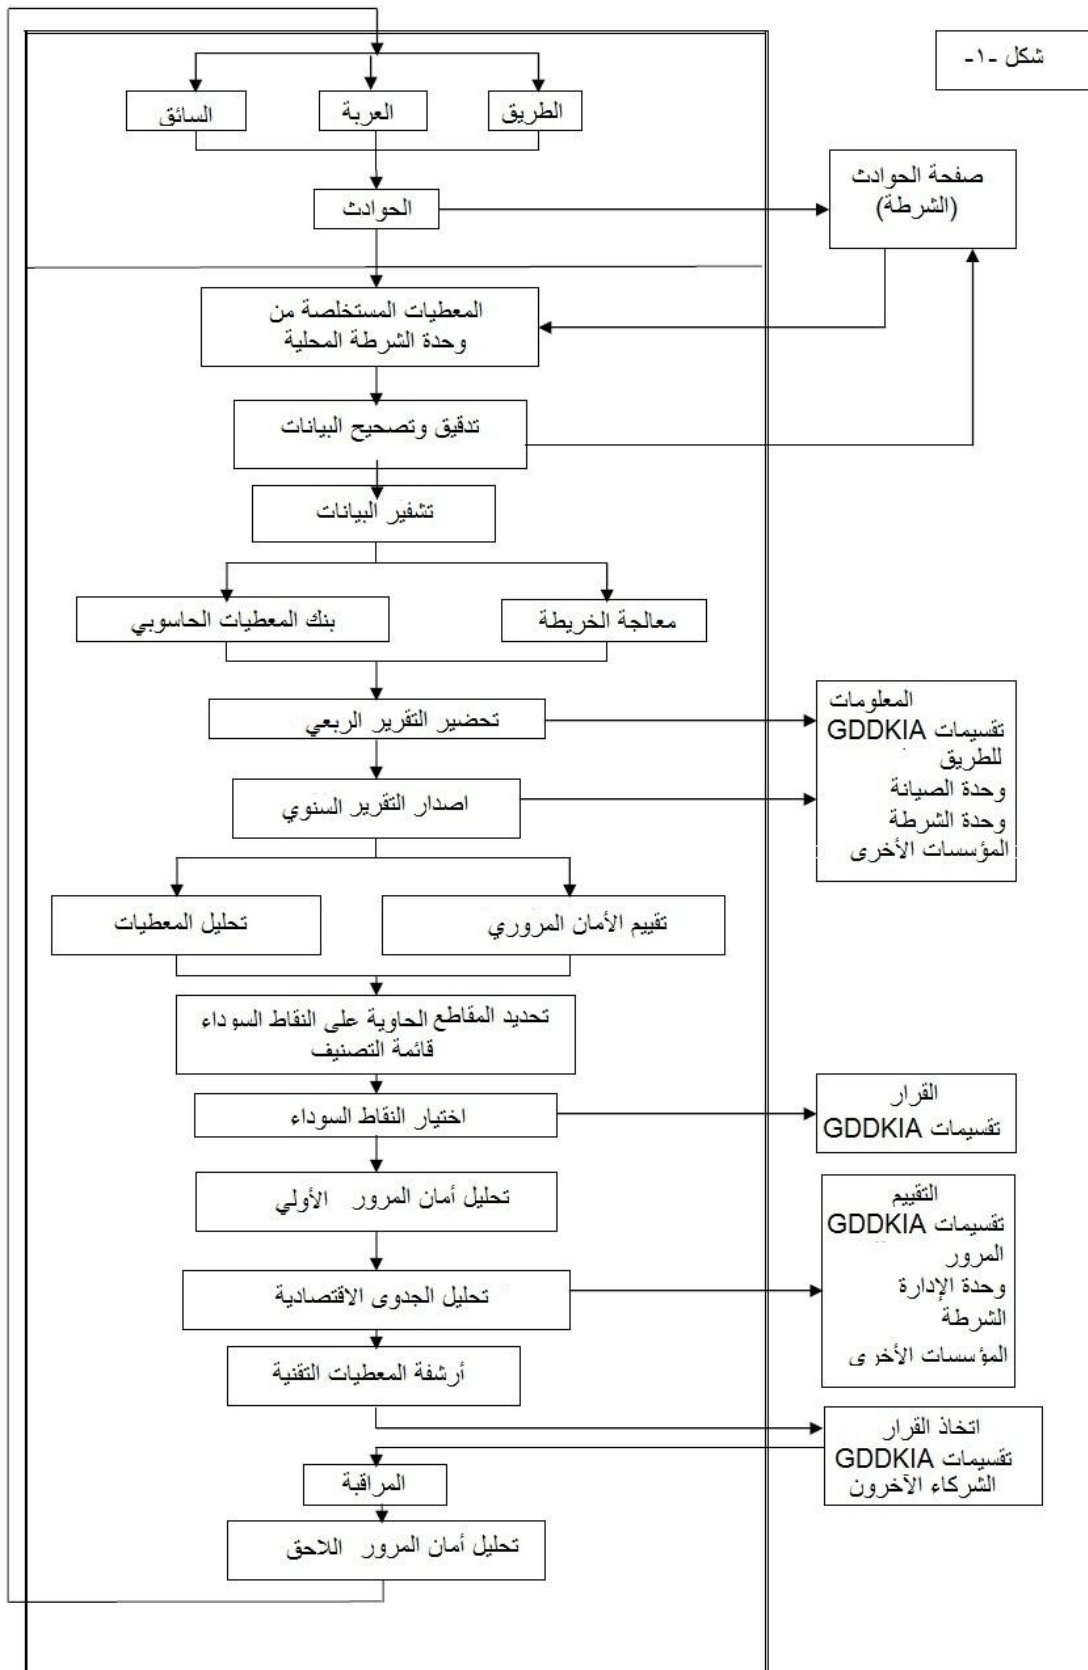 شكل -١-
الطريق
العربة
السائق
الحوادث
صفحة الحوادث
(الشرطة)
المعطيات المستخلصة من
وحدة الشرطة المحلية
تدقيق وتصحيح البيانات
تشفير البيانات
معالجة الخريطة
بنك المعطيات الحاسوبي
تحضير التقرير الربعي
المعلومات
تقسيمات GDDKIA
للطريق
وحدة الصيانة
وحدة الشرطة
المؤسسات الأخرى
اصدار التقرير السنوي
تقييم الأمان المروري
تحليل المعطيات
تحديد المقاطع الحاوية على النقاط السوداء
قائمة التصنيف
اختيار النقاط السوداء
القرار
تقسيمات GDDKIA
تحليل أمان المرور الأولي
تحليل الجدوى الاقتصادية
التقييم
تقسيمات GDDKIA
المرور
وحدة الإدارة
الشرطة
المؤسسات الأخرى
أرشفة المعطيات التقنية
اتخاذ القرار
تقسيمات GDDKIA
الشركاء الآخرون
المراقبة
تحليل أمان المرور اللاحق